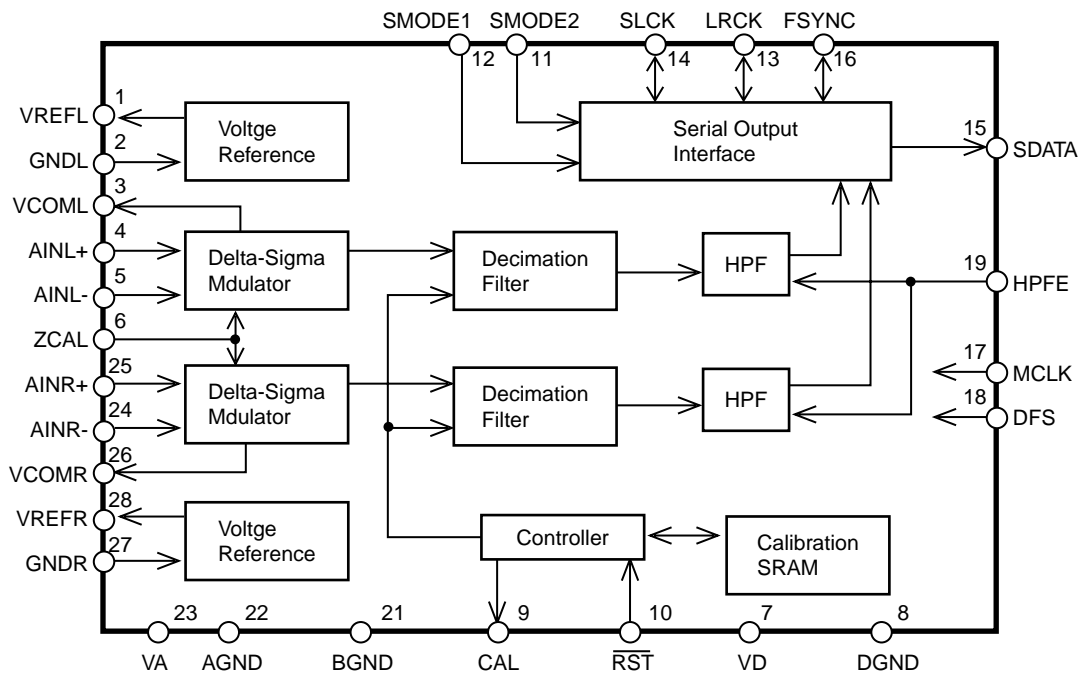 SMODE1 SMODE2 SLCK LRCK FSYNC
12 11 14 13 16
1
VREFL
Voltge
Reference
2
GNDL
Serial Output
Interface
15
SDATA
3
VCOML
4
AINL+
Delta-Sigma
Mdulator
Decimation
Filter
HPF
5
AINL-
19
HPFE
6
ZCAL
17
MCLK
25
AINR+
Delta-Sigma
Mdulator
Decimation
Filter
HPF
24
AINR-
18
DFS
26
VCOMR
28
VREFR
Voltge
Reference
Controller
Calibration
SRAM
27
GNDR
23 22 21 9 10 7 8
VA AGND BGND CAL RST VD DGND